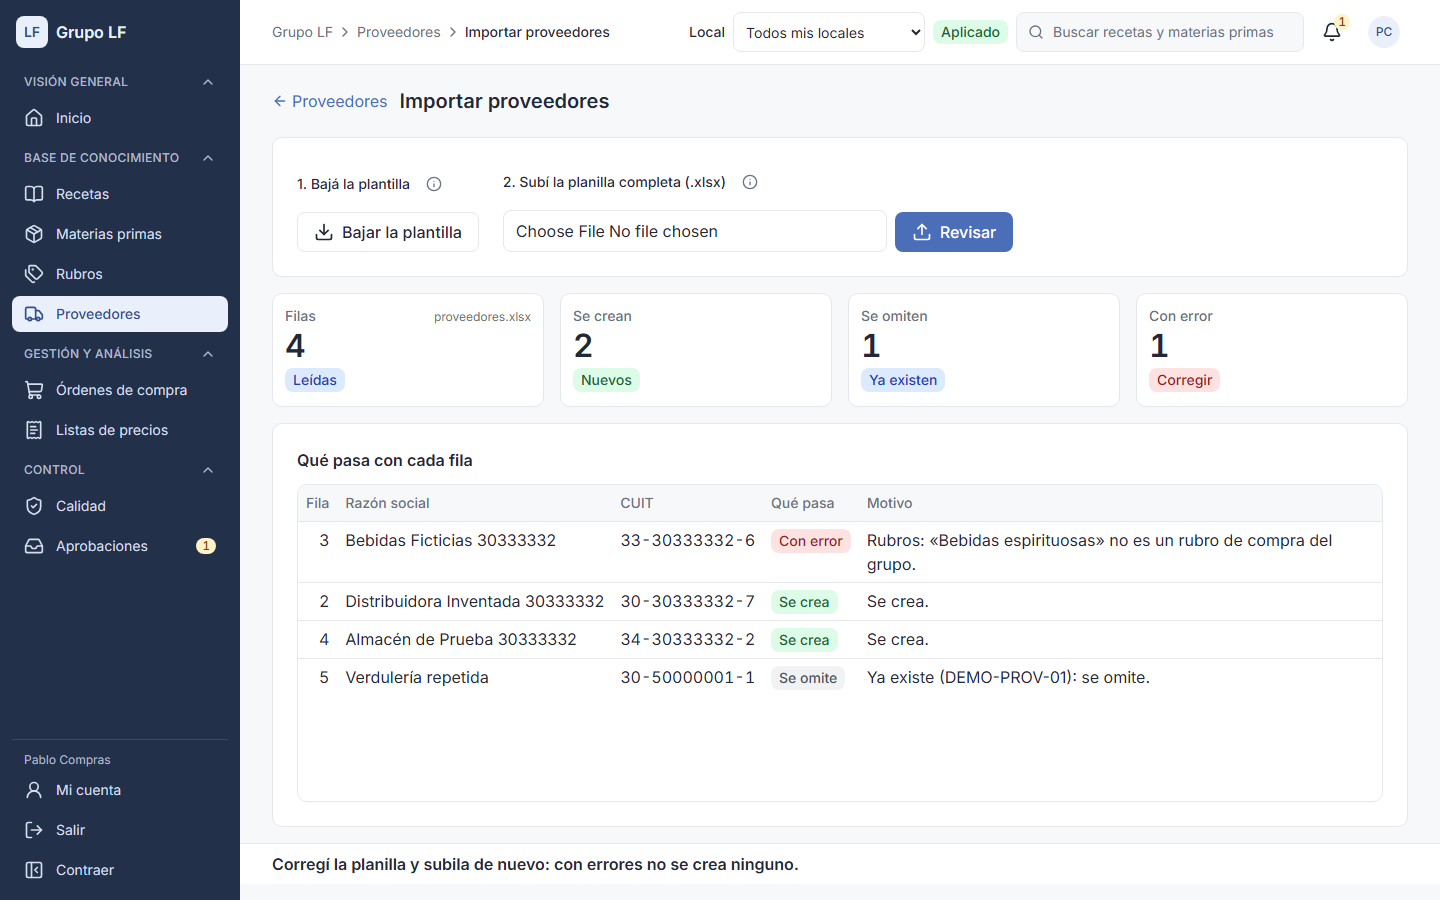 LF Grupo LF
VISIÓN GENERAL
Inicio
BASE DE CONOCIMIENTO
Recetas
Materias primas
Rubros
Proveedores
GESTIÓN Y ANÁLISIS
Órdenes de compra
Listas de precios
CONTROL
Calidad
Aprobaciones 1
Pablo Compras
Mi cuenta
Salir
Contraer
Grupo LF Proveedores Importar proveedores Local Todos mis locales Aplicado Buscar recetas y materias primas 1 PC
Proveedores Importar proveedores
1. Bajá la plantilla 2. Subí la planilla completa (.xlsx)
Bajar la plantilla Choose File No file chosen Revisar
Filas proveedores.xlsx
4
Leídas
Se crean
2
Nuevos
Se omiten
1
Ya existen
Con error
1
Corregir
Qué pasa con cada fila
Fila Razón social CUIT Qué pasa Motivo
3 Bebidas Ficticias 30333332 33-30333332-6 Con error Rubros: «Bebidas espirituosas» no es un rubro de compra del
grupo.
2 Distribuidora Inventada 30333332 30-30333332-7 Se crea Se crea.
4 Almacén de Prueba 30333332 34-30333332-2 Se crea Se crea.
5 Verdulería repetida 30-50000001-1 Se omite Ya existe (DEMO-PROV-01): se omite.
Corregí la planilla y subila de nuevo: con errores no se crea ninguno.